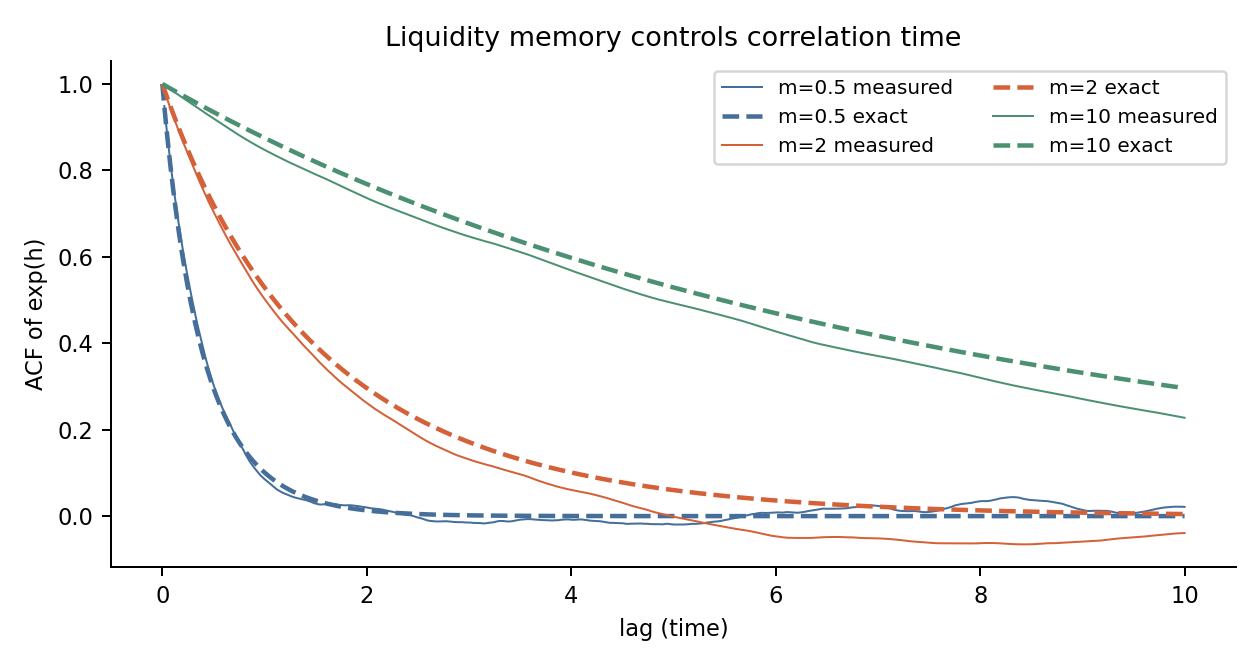 Liquidity memory controls correlation time
ACF of exp(h)
1.0
0.8
0.6
0.4
0.2
0.0
m=0.5 measured
m=0.5 exact
m=2 measured
m=2 exact
m=10 measured
m=10 exact
0 2 4 6 8 10
lag (time)